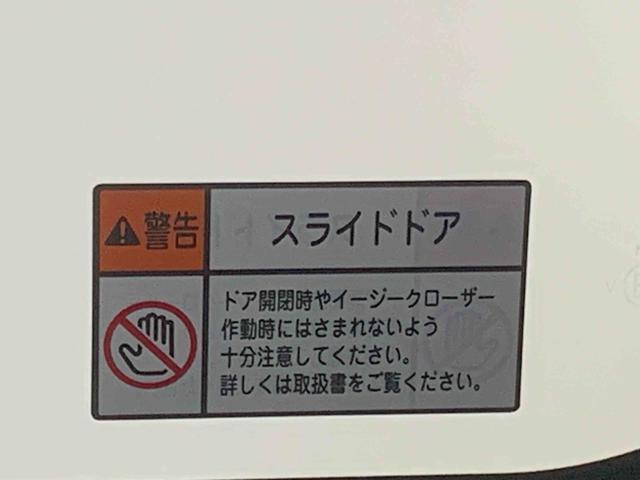 警告
スライドドア
ドア開閉時やイージークローザー
作動時にはさまれないよう
十分注意してください。
詳しくは取扱書をご覧ください。